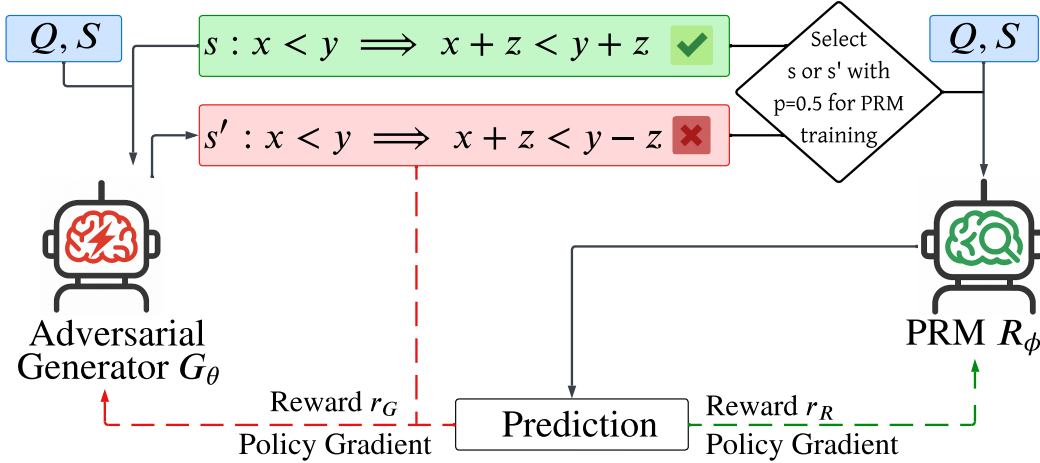 Q, S
s : x < y ⟹ x + z < y + z
Select
s or s' with
p=0.5 for PRM
training
Q, S
s′ : x < y ⟹ x + z < y − z
Adversarial
Generator G_θ
PRM R_ϕ
Reward r_G
Policy Gradient
Prediction
Reward r_R
Policy Gradient